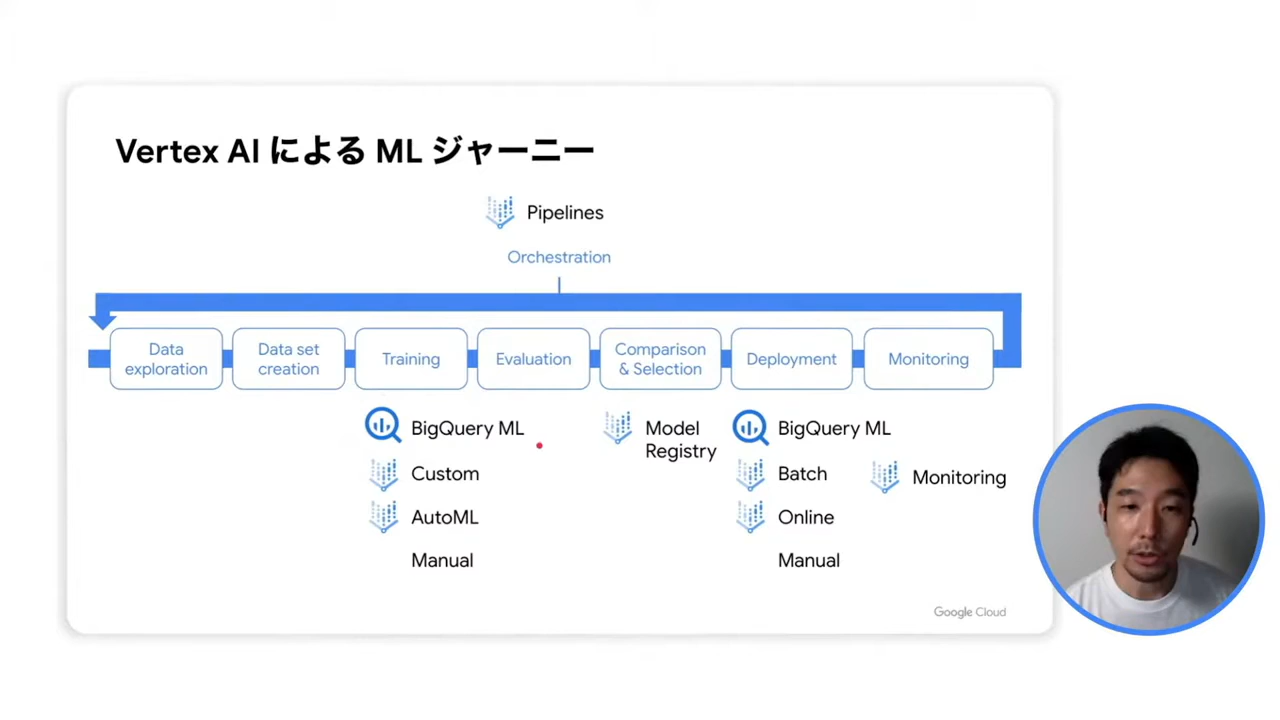 Vertex AI による ML ジャーニー
Pipelines
Orchestration
Data
exploration
Data set
creation
Training
Evaluation
Comparison
& Selection
Deployment
Monitoring
BigQuery ML
Custom
AutoML
Manual
Model
Registry
BigQuery ML
Batch
Online
Manual
Monitoring
Google Cloud